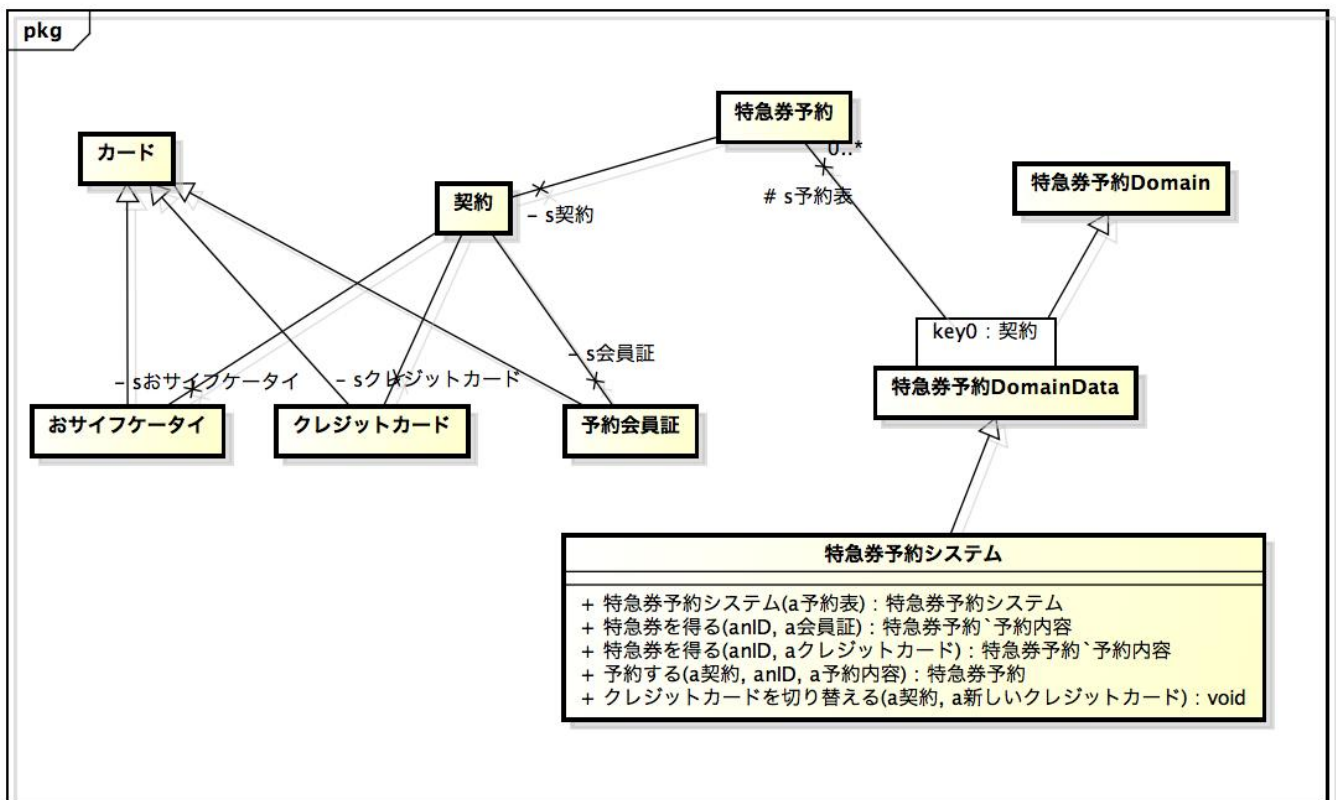 pkg
特急券予約
カード
0..*
特急券予約Domain
契約
# s予約表
- s契約
key0 : 契約
- s会員証
- sおサイフケータイ
- sクレジットカード
特急券予約DomainData
おサイフケータイ
クレジットカード
予約会員証
特急券予約システム
+ 特急券予約システム(a予約表) : 特急券予約システム
+ 特急券を得る(anID, a会員証) : 特急券予約`予約内容
+ 特急券を得る(anID, aクレジットカード) : 特急券予約`予約内容
+ 予約する(a契約, anID, a予約内容) : 特急券予約
+ クレジットカードを切り替える(a契約, a新しいクレジットカード) : void